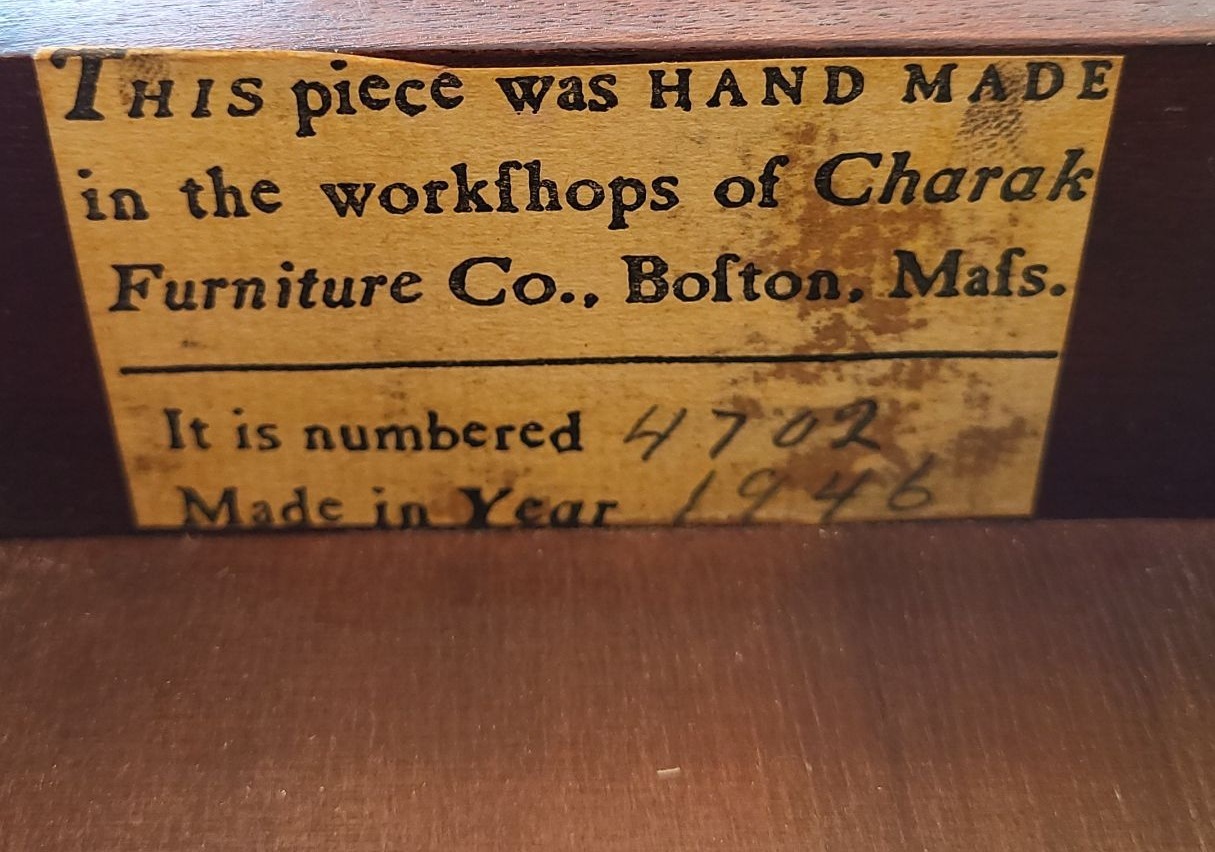 THIS piece was HAND MADE
in the workſhops of Charak
Furniture Co., Boſton, Maſs.
It is numbered 4702
Made in Year 1946